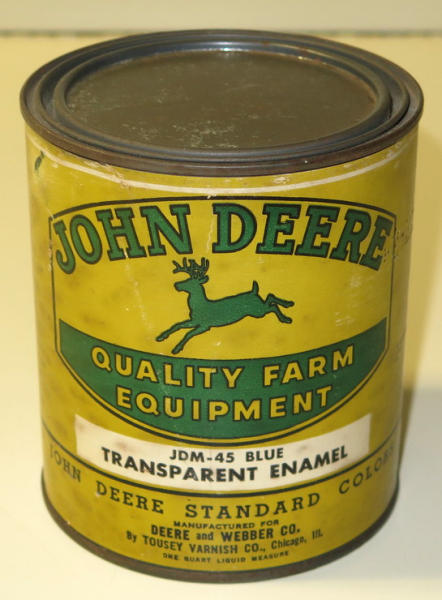 JOHN DEERE
QUALITY FARM
EQUIPMENT
JDM-45 BLUE
TRANSPARENT ENAMEL
JOHN DEERE STANDARD COLORS
MANUFACTURED FOR
DEERE and WEBBER CO.
By TOUSEY VARNISH CO., Chicago, Ill.
ONE QUART LIQUID MEASURE